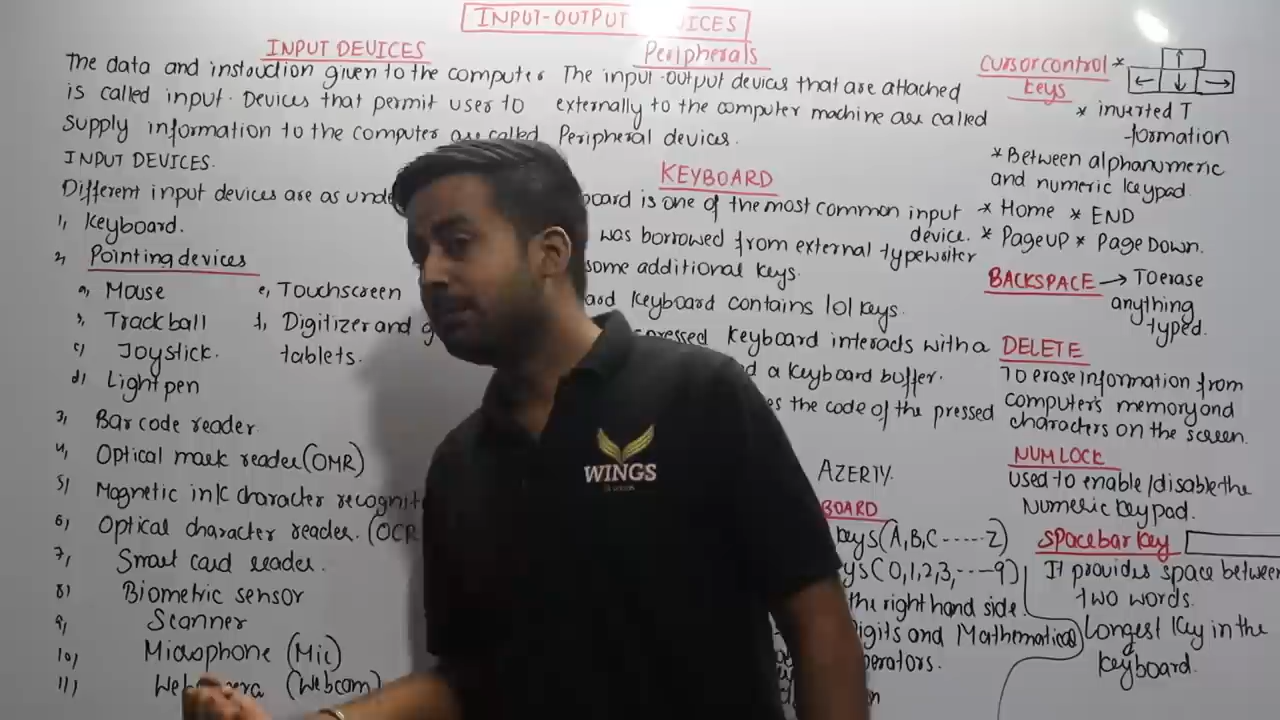 INPUT-OUTPUT DEVICES
INPUT DEVICES
The data and instouction given to the computer
is called input. Devices that permit user to
supply information to the computer are called
INPUT DEVICES.
Different input devices are as unde
1, Keyboard.
2, Pointing devices
a, Mouse
b, Track ball
c, Joystick.
d, Light pen
e, Touchscreen
f, Digitizer and g
tablets.
3, Bar code reader.
4, Optical mark reader (OMR)
5, Magnetic ink character recognit
6, Optical character reader. (OCR
7, Smart card reader.
8, Biometric sensor
9, Scanner
10, Microphone (Mic)
11, Web era (Webcam)
Peripherals
The input-output devices that are attached
externally to the computer machine are called
Peripheral devices.
KEYBOARD
board is one of the most common input
device.
was borrowed from external typewriter
some additional keys.
ard Keyboard contains 101 keys.
pressed Keyboard interacts with a
d a Keyboard buffer.
es the code of the pressed
AZERTY.
BOARD
keys (A,B,C-----Z)
ys (0,1,2,3,----9)
the right hand side
igits and Mathematical
perators.
WINGS
Cursor control *
keys
↑
← ↓ →
* inverted T
formation
* Between alphanumeric
and numeric keypad.
* Home * END
* PageUP * Page Down.
BACKSPACE → To erase
anything
typed.
DELETE
To erase information from
computer's memory and
characters on the screen.
NUM LOCK
used to enable/disable the
Numeric keypad.
spacebar key
It provides space between
two words.
Longest key in the
keyboard.